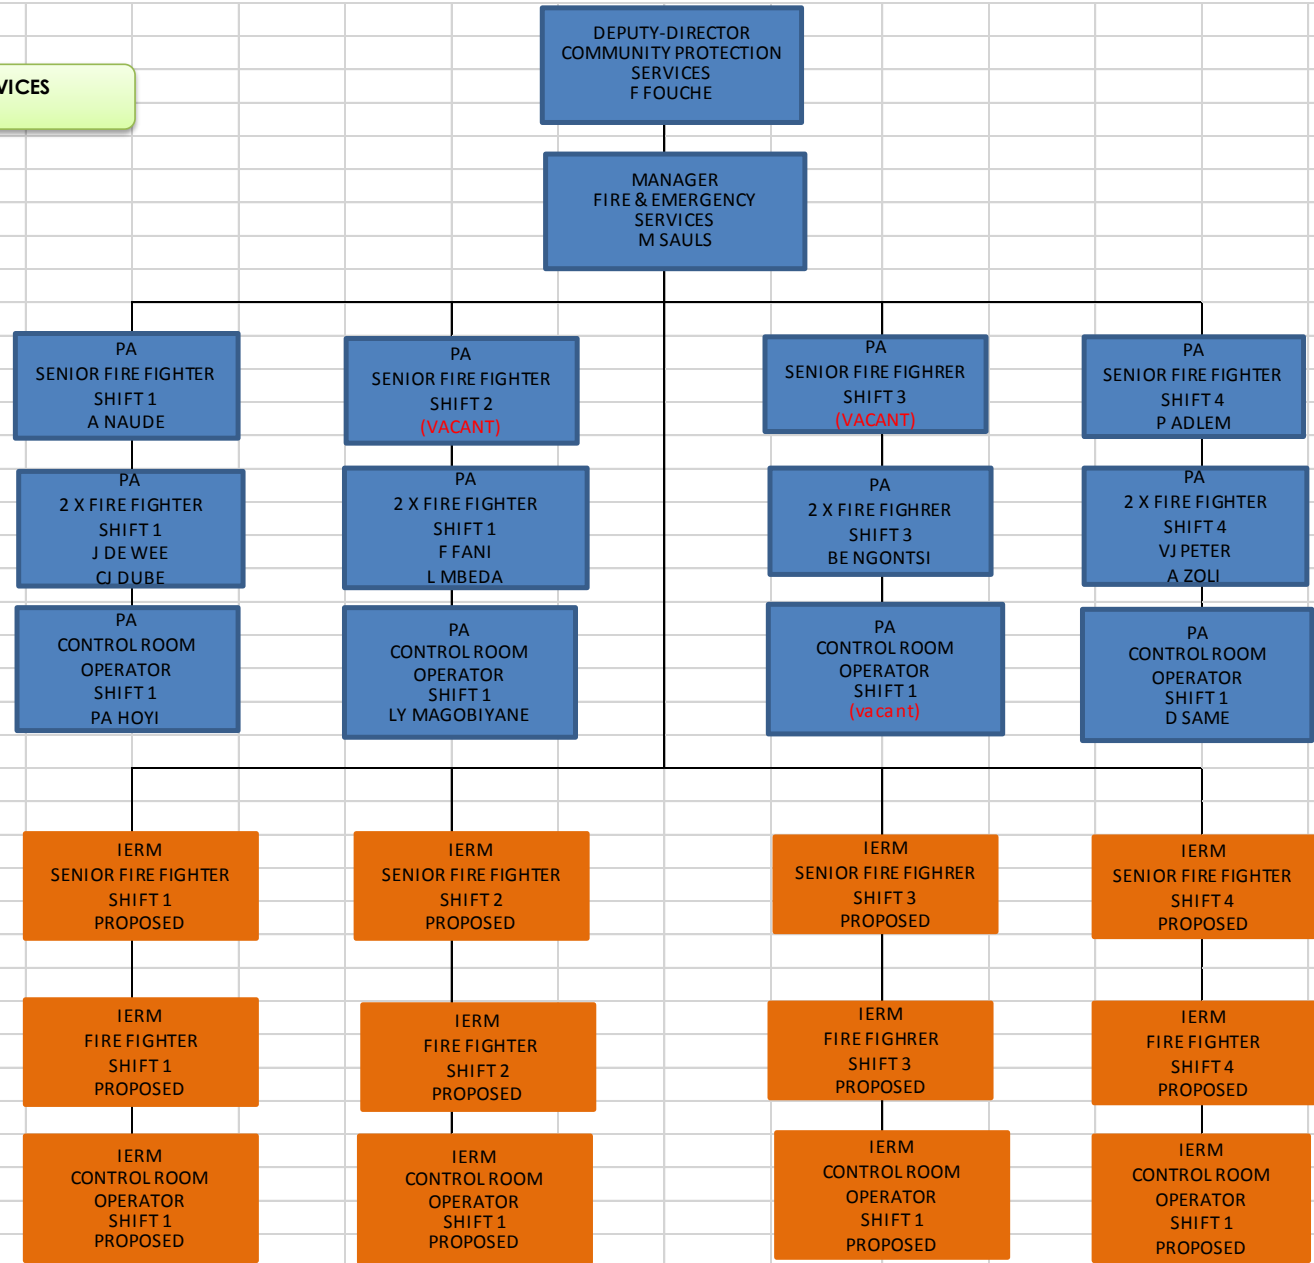 DEPUTY-DIRECTOR
COMMUNITY PROTECTION
SERVICES
F FOUCHE
VICES
MANAGER
FIRE & EMERGENCY
SERVICES
M SAULS
PA
SENIOR FIRE FIGHTER
SHIFT 1
A NAUDE
PA
SENIOR FIRE FIGHTER
SHIFT 2
(VACANT)
PA
SENIOR FIRE FIGHRER
SHIFT 3
(VACANT)
PA
SENIOR FIRE FIGHTER
SHIFT 4
P ADLEM
PA
2 X FIRE FIGHTER
SHIFT 1
J DE WEE
CJ DUBE
PA
2 X FIRE FIGHTER
SHIFT 1
F FANI
L MBEDA
PA
2 X FIRE FIGHRER
SHIFT 3
BE NGONTSI
PA
2 X FIRE FIGHTER
SHIFT 4
VJ PETER
A ZOLI
PA
CONTROL ROOM
OPERATOR
SHIFT 1
PA HOYI
PA
CONTROL ROOM
OPERATOR
SHIFT 1
LY MAGOBIYANE
PA
CONTROL ROOM
OPERATOR
SHIFT 1
(vacant)
PA
CONTROL ROOM
OPERATOR
SHIFT 1
D SAME
IERM
SENIOR FIRE FIGHTER
SHIFT 1
PROPOSED
IERM
SENIOR FIRE FIGHTER
SHIFT 2
PROPOSED
IERM
SENIOR FIRE FIGHRER
SHIFT 3
PROPOSED
IERM
SENIOR FIRE FIGHTER
SHIFT 4
PROPOSED
IERM
FIRE FIGHTER
SHIFT 1
PROPOSED
IERM
FIRE FIGHTER
SHIFT 2
PROPOSED
IERM
FIRE FIGHRER
SHIFT 3
PROPOSED
IERM
FIRE FIGHTER
SHIFT 4
PROPOSED
IERM
CONTROL ROOM
OPERATOR
SHIFT 1
PROPOSED
IERM
CONTROL ROOM
OPERATOR
SHIFT 1
PROPOSED
IERM
CONTROL ROOM
OPERATOR
SHIFT 1
PROPOSED
IERM
CONTROL ROOM
OPERATOR
SHIFT 1
PROPOSED